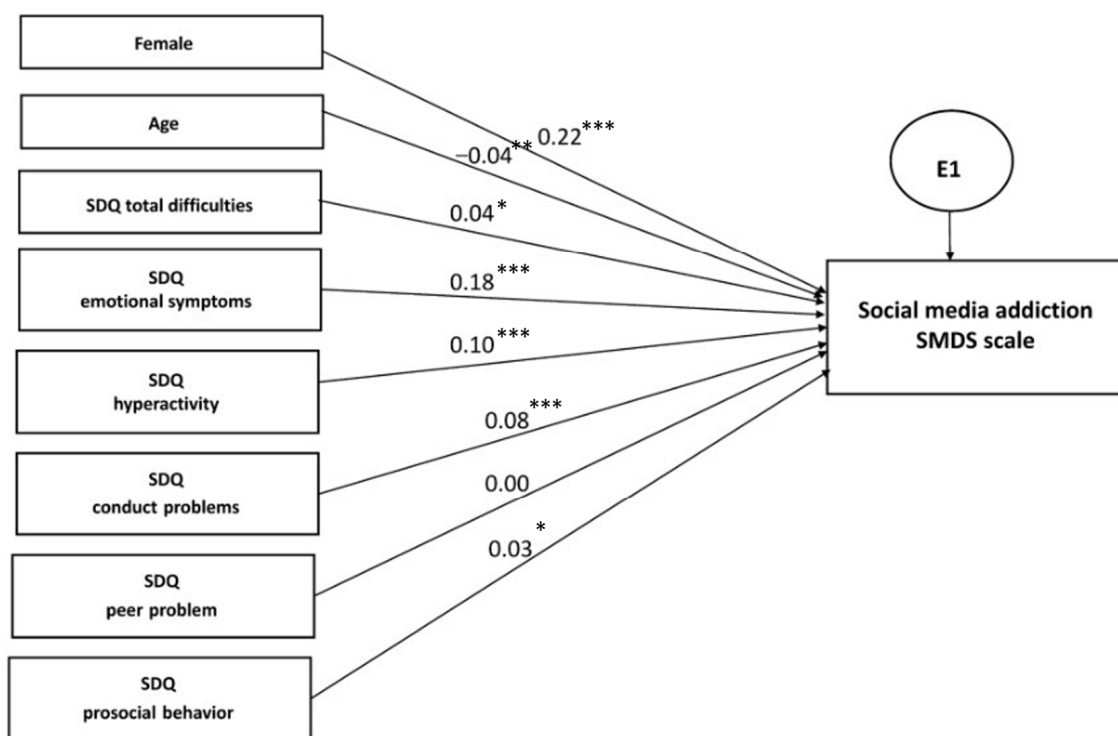 Female
0.22***
Age
−0.04**
E1
SDQ total difficulties
0.04*
SDQ
emotional symptoms
0.18***
Social media addiction
SMDS scale
SDQ
hyperactivity
0.10***
SDQ
conduct problems
0.08***
0.00
SDQ
peer problem
0.03*
SDQ
prosocial behavior